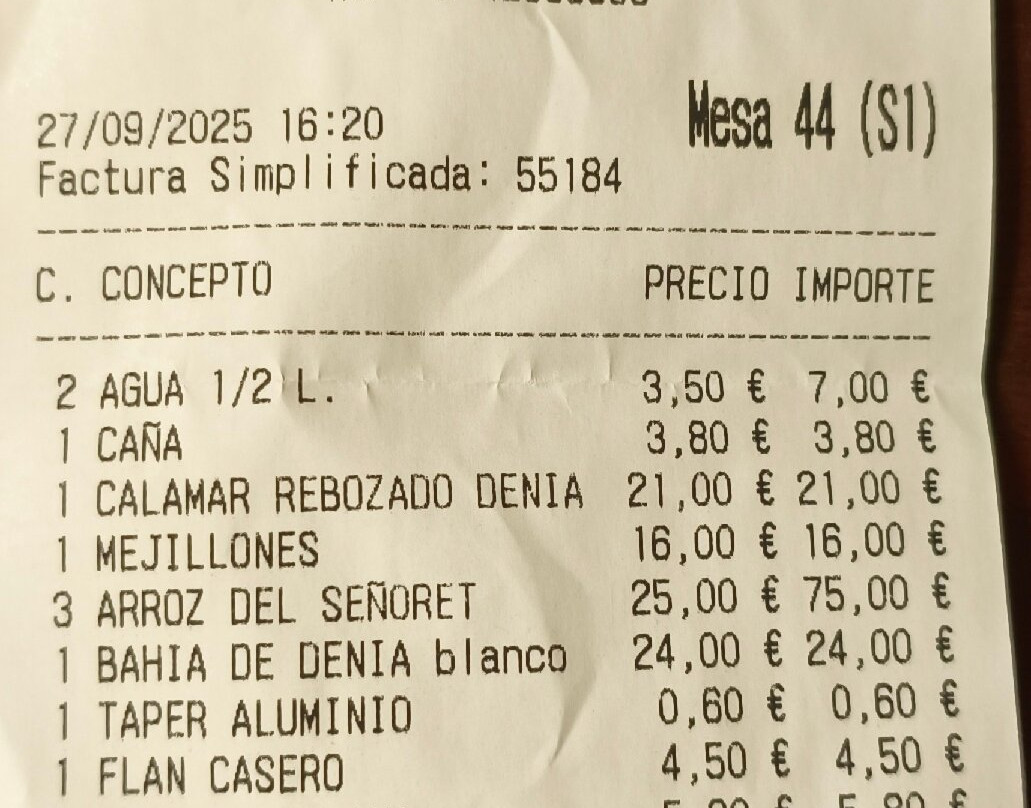 27/09/2025 16:20 Mesa 44 (S1)
Factura Simplificada: 55184
C. CONCEPTO PRECIO IMPORTE
2 AGUA 1/2 L. 3,50 € 7,00 €
1 CAÑA 3,80 € 3,80 €
1 CALAMAR REBOZADO DENIA 21,00 € 21,00 €
1 MEJILLONES 16,00 € 16,00 €
3 ARROZ DEL SEÑORET 25,00 € 75,00 €
1 BAHIA DE DENIA blanco 24,00 € 24,00 €
1 TAPER ALUMINIO 0,60 € 0,60 €
1 FLAN CASERO 4,50 € 4,50 €